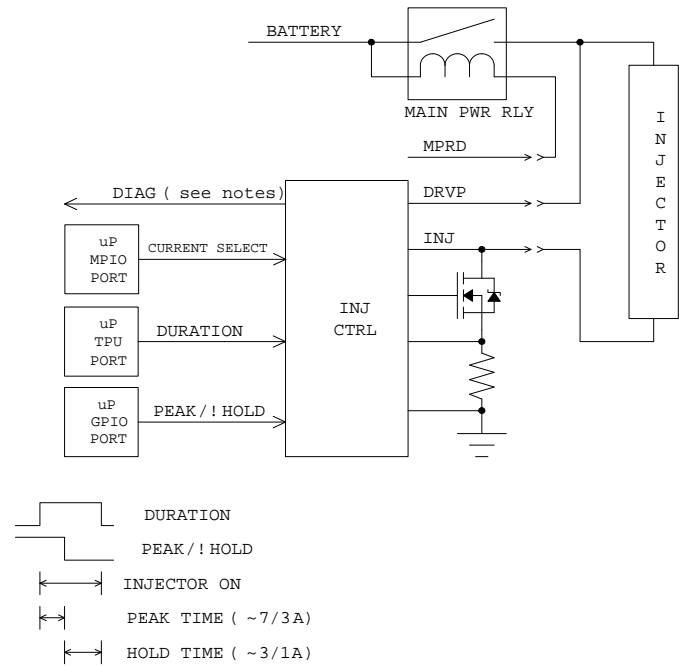 BATTERY
MAIN PWR RLY
MPRD
DIAG ( see notes)
DRVP
INJ
INJECTOR
uP
MPIO
PORT
CURRENT SELECT
INJ
CTRL
uP
TPU
PORT
DURATION
uP
GPIO
PORT
PEAK/!HOLD
DURATION
PEAK/!HOLD
INJECTOR ON
PEAK TIME ( ~7/3A)
HOLD TIME ( ~3/1A)